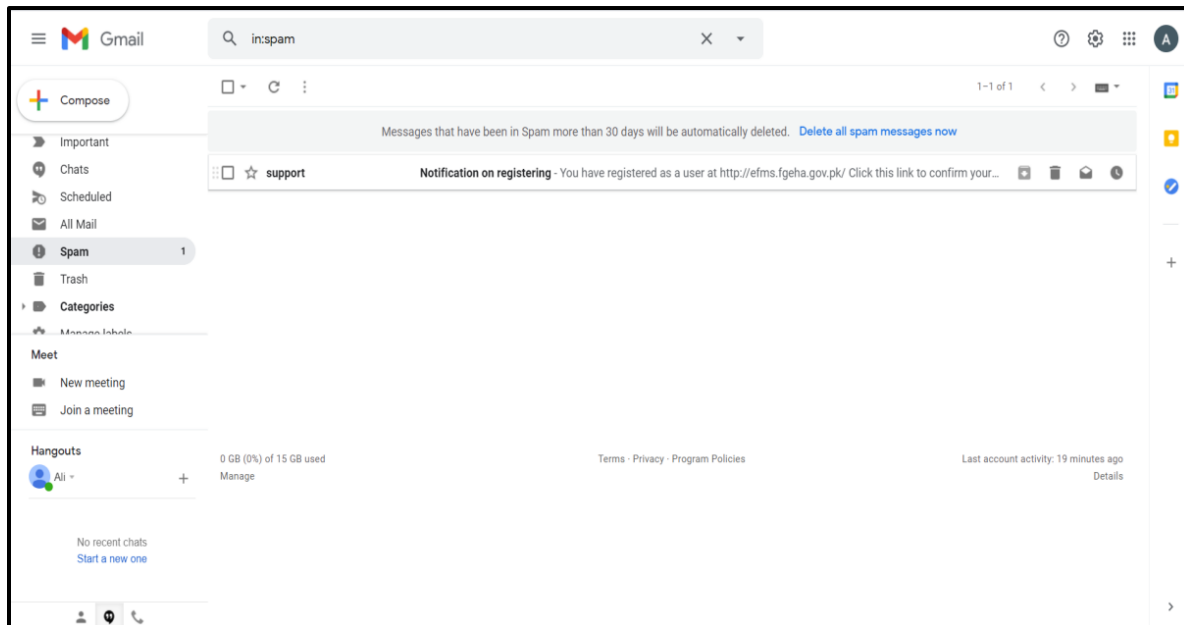 Gmail
in:spam
A
Compose
1–1 of 1
31
Important
Chats
Scheduled
All Mail
Spam 1
Trash
Categories
Manage labels
Messages that have been in Spam more than 30 days will be automatically deleted. Delete all spam messages now
support Notification on registering - You have registered as a user at http://efms.fgeha.gov.pk/ Click this link to confirm your...
Meet
New meeting
Join a meeting
Hangouts
Ali
No recent chats
Start a new one
0 GB (0%) of 15 GB used
Manage
Terms · Privacy · Program Policies
Last account activity: 19 minutes ago
Details